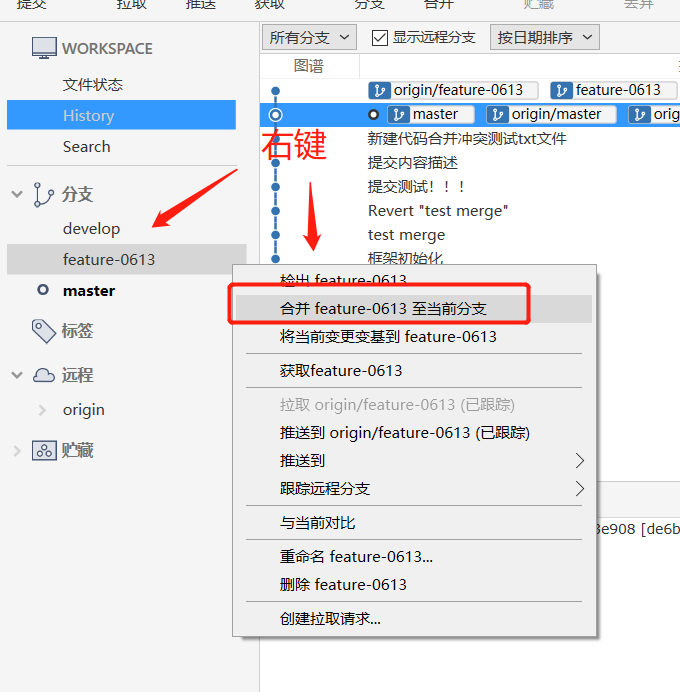 提交 拉取 推送 获取 分支 合并 贮藏 丢弃
WORKSPACE
文件状态
History
Search
分支
develop
feature-0613
master
标签
远程
origin
贮藏
所有分支 显示远程分支 按日期排序
图谱
origin/feature-0613 feature-0613
master origin/master orig
新建代码合并冲突测试txt文件
提交内容描述
提交测试！！！
Revert "test merge"
test merge
框架初始化
右键
检出 feature-0613
合并 feature-0613 至当前分支
将当前变更变基到 feature-0613
获取feature-0613
拉取 origin/feature-0613 (已跟踪)
推送到 origin/feature-0613 (已跟踪)
推送到
跟踪远程分支
与当前对比
重命名 feature-0613...
删除 feature-0613
创建拉取请求...
3e908 [de6b